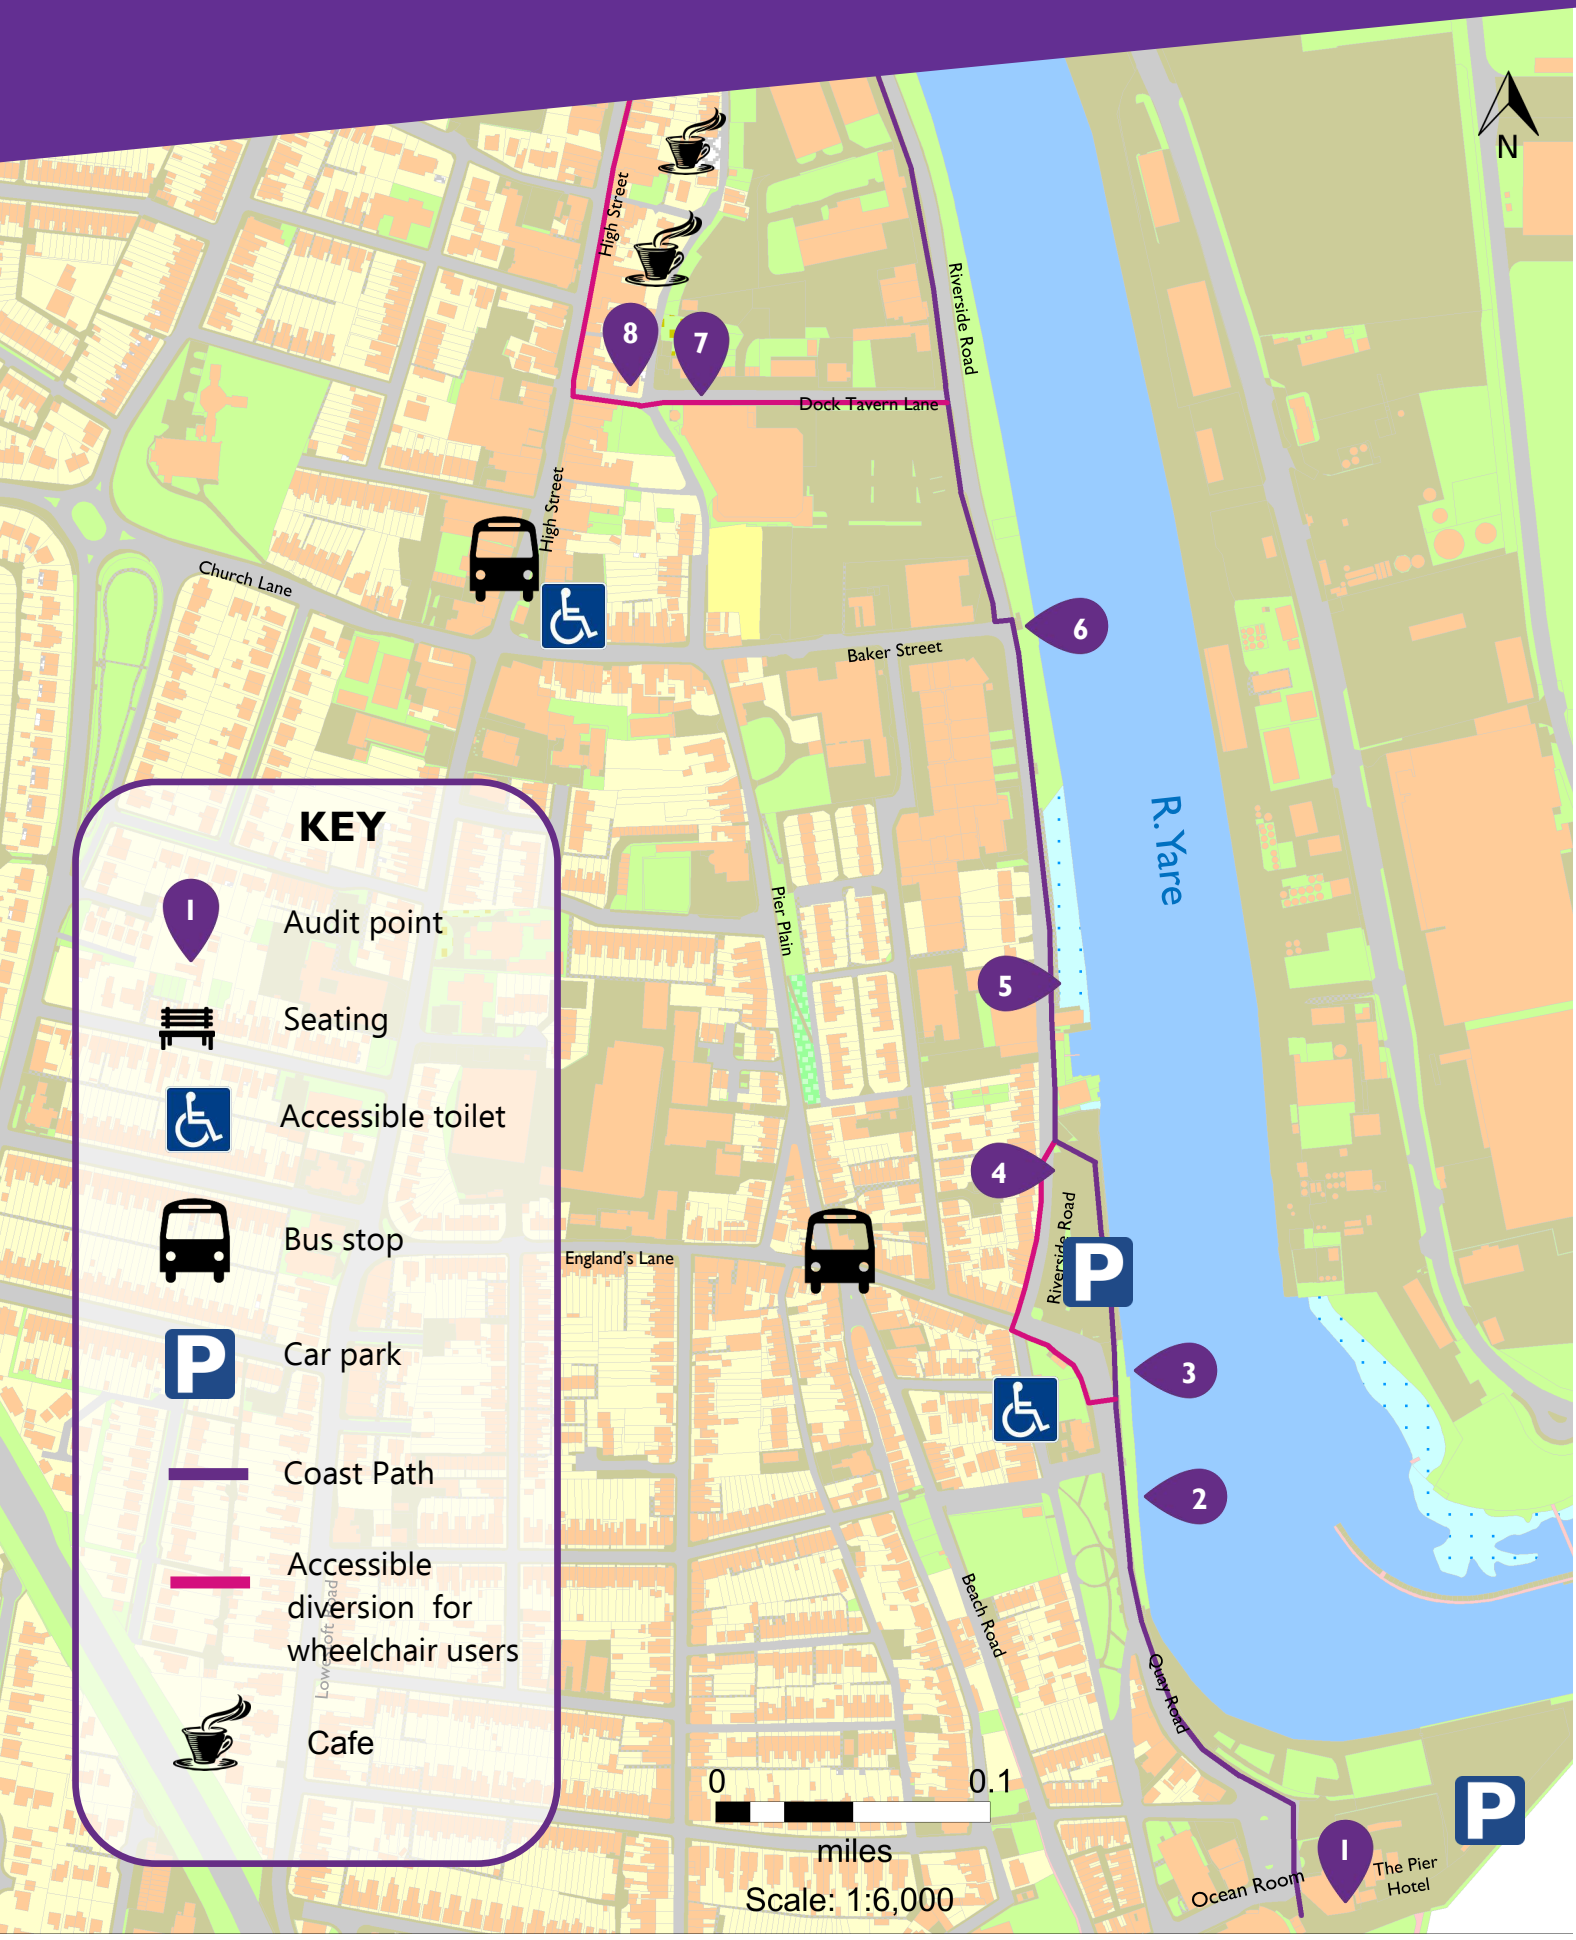 N
High Street
8
7
Riverside Road
Dock Tavern Lane
High Street
Church Lane
6
Baker Street
R. Yare
KEY
1
Audit point
Seating
Accessible toilet
Bus stop
P
Car park
Coast Path
Accessible
diversion for
wheelchair users
Lowestoft Road
Cafe
Pier Plain
5
4
Riverside Road
England's Lane
P
3
2
Beach Road
Quay Road
0 0.1
miles
Scale: 1:6,000
P
1
The Pier
Hotel
Ocean Room